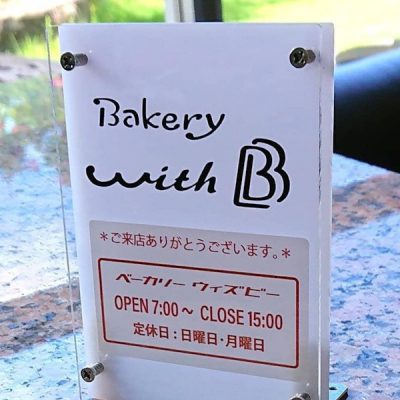 Bakery
with B
＊ご来店ありがとうございます。＊
ベーカリー ウィズビー
OPEN 7:00〜 CLOSE 15:00
定休日：日曜日・月曜日